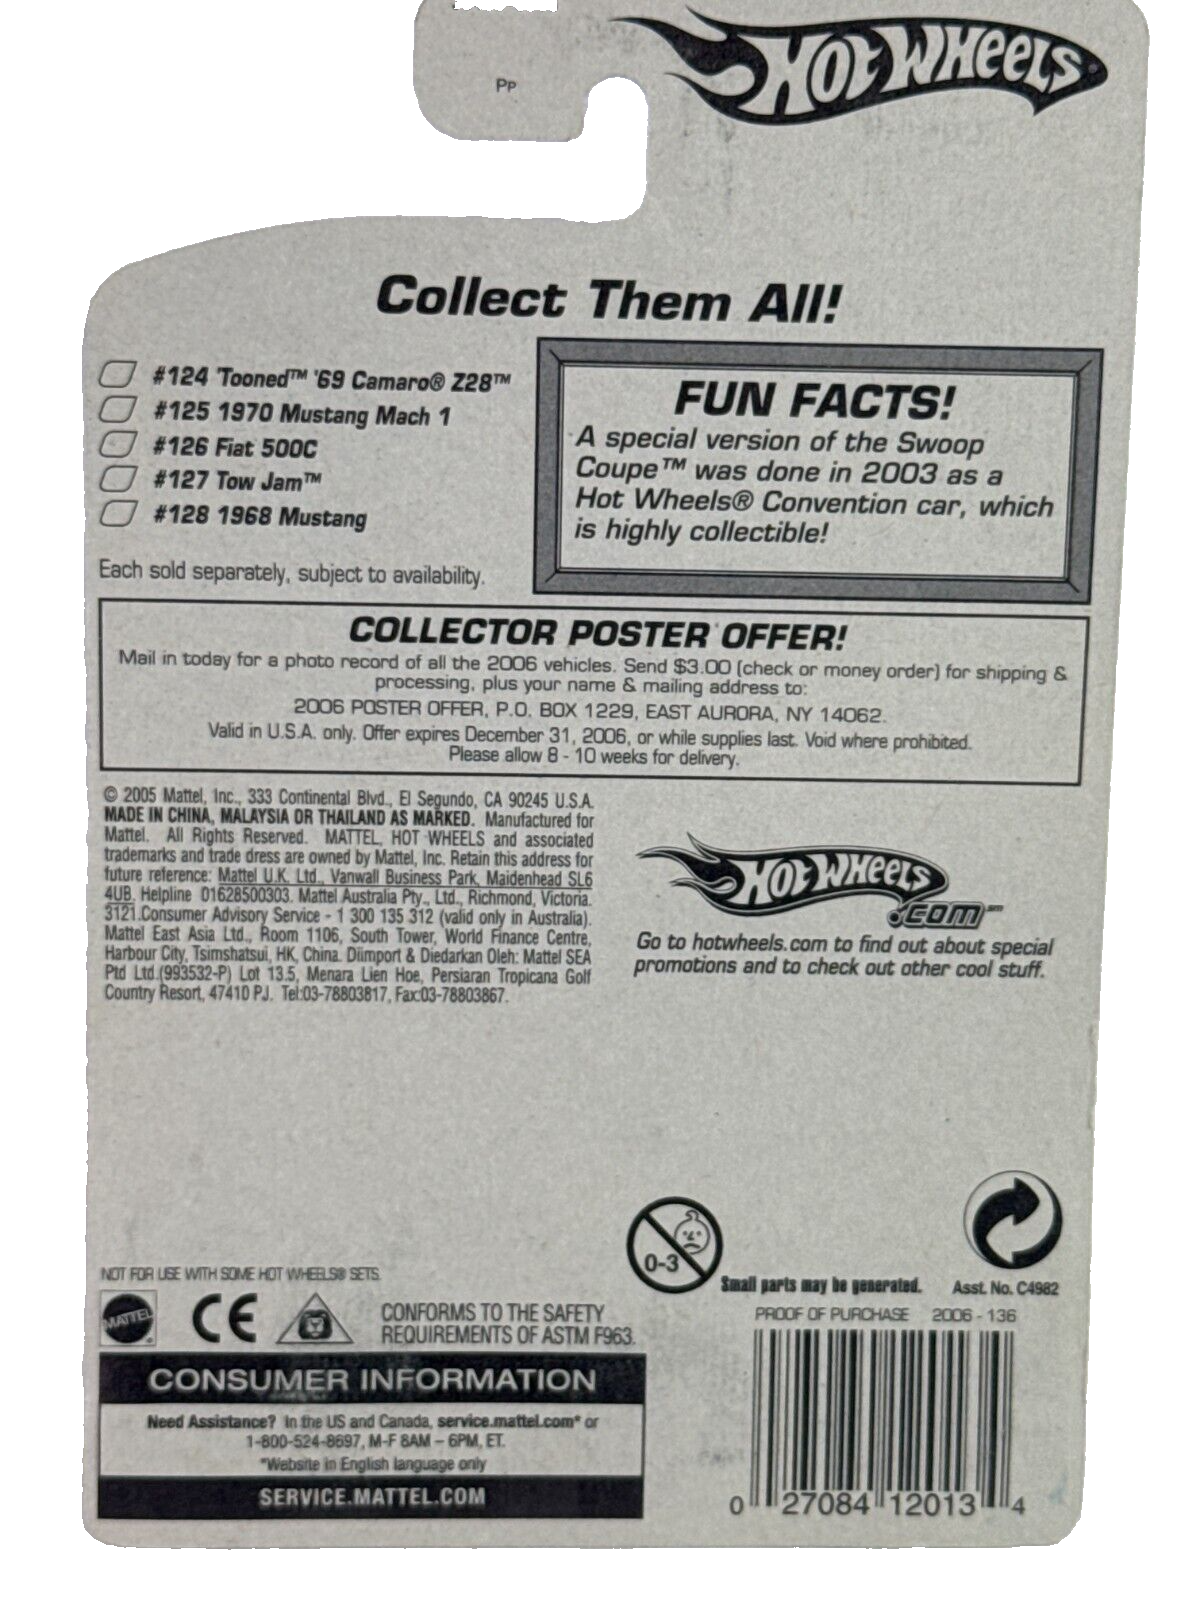 Pp
HOT WHEELS
Collect Them All!
#124 'Tooned™ '69 Camaro® Z28™
#125 1970 Mustang Mach 1
#126 Fiat 500C
#127 Tow Jam™
#128 1968 Mustang
Each sold separately, subject to availability.
FUN FACTS!
A special version of the Swoop
Coupe™ was done in 2003 as a
Hot Wheels® Convention car, which
is highly collectible!
COLLECTOR POSTER OFFER!
Mail in today for a photo record of all the 2006 vehicles. Send $3.00 (check or money order) for shipping &
processing, plus your name & mailing address to:
2006 POSTER OFFER, P.O. BOX 1229, EAST AURORA, NY 14062.
Valid in U.S.A. only. Offer expires December 31, 2006, or while supplies last. Void where prohibited.
Please allow 8 - 10 weeks for delivery.
© 2005 Mattel, Inc., 333 Continental Blvd., El Segundo, CA 90245 U.S.A.
MADE IN CHINA, MALAYSIA OR THAILAND AS MARKED. Manufactured for
Mattel. All Rights Reserved. MATTEL, HOT WHEELS and associated
trademarks and trade dress are owned by Mattel, Inc. Retain this address for
future reference: Mattel U.K. Ltd., Vanwall Business Park, Maidenhead SL6
4UB. Helpline 01628500303. Mattel Australia Pty., Ltd., Richmond, Victoria.
3121.Consumer Advisory Service - 1 300 135 312 (valid only in Australia).
Mattel East Asia Ltd., Room 1106, South Tower, World Finance Centre,
Harbour City, Tsimshatsui, HK, China. Diimport & Diedarkan Oleh: Mattel SEA
Ptd Ltd.(993532-P) Lot 13.5, Menara Lien Hoe, Persiaran Tropicana Golf
Country Resort, 47410 PJ. Tel:03-78803817, Fax:03-78803867.
HOT WHEELS
.COM
Go to hotwheels.com to find out about special
promotions and to check out other cool stuff.
0-3
Small parts may be generated.
Asst. No. C4982
NOT FOR USE WITH SOME HOT WHEELS® SETS.
MATTEL
CE
CONFORMS TO THE SAFETY
REQUIREMENTS OF ASTM F963.
PROOF OF PURCHASE 2006 - 136
CONSUMER INFORMATION
Need Assistance? In the US and Canada, service.mattel.com* or
1-800-524-8697, M-F 8AM – 6PM, ET.
*Website in English language only
SERVICE.MATTEL.COM
0 27084 12013 4